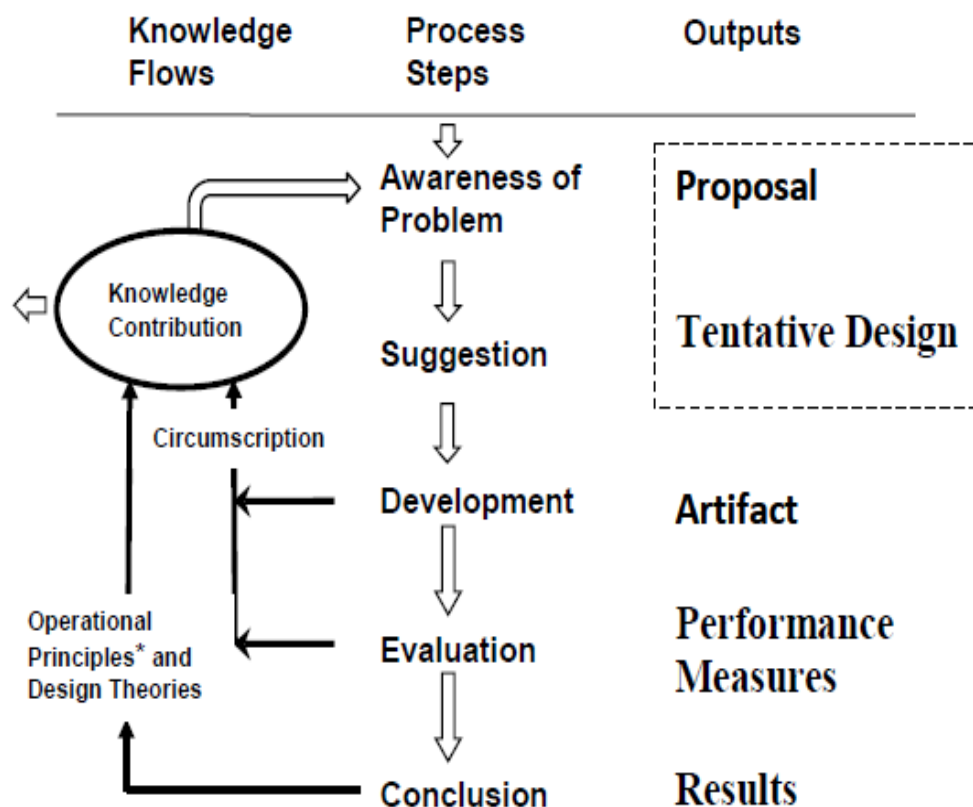 Knowledge
Flows
Process
Steps
Outputs
Awareness of
Problem
Proposal
Knowledge
Contribution
Suggestion
Tentative Design
Circumscription
Development
Artifact
Operational
Principles* and
Design Theories
Evaluation
Performance
Measures
Conclusion
Results